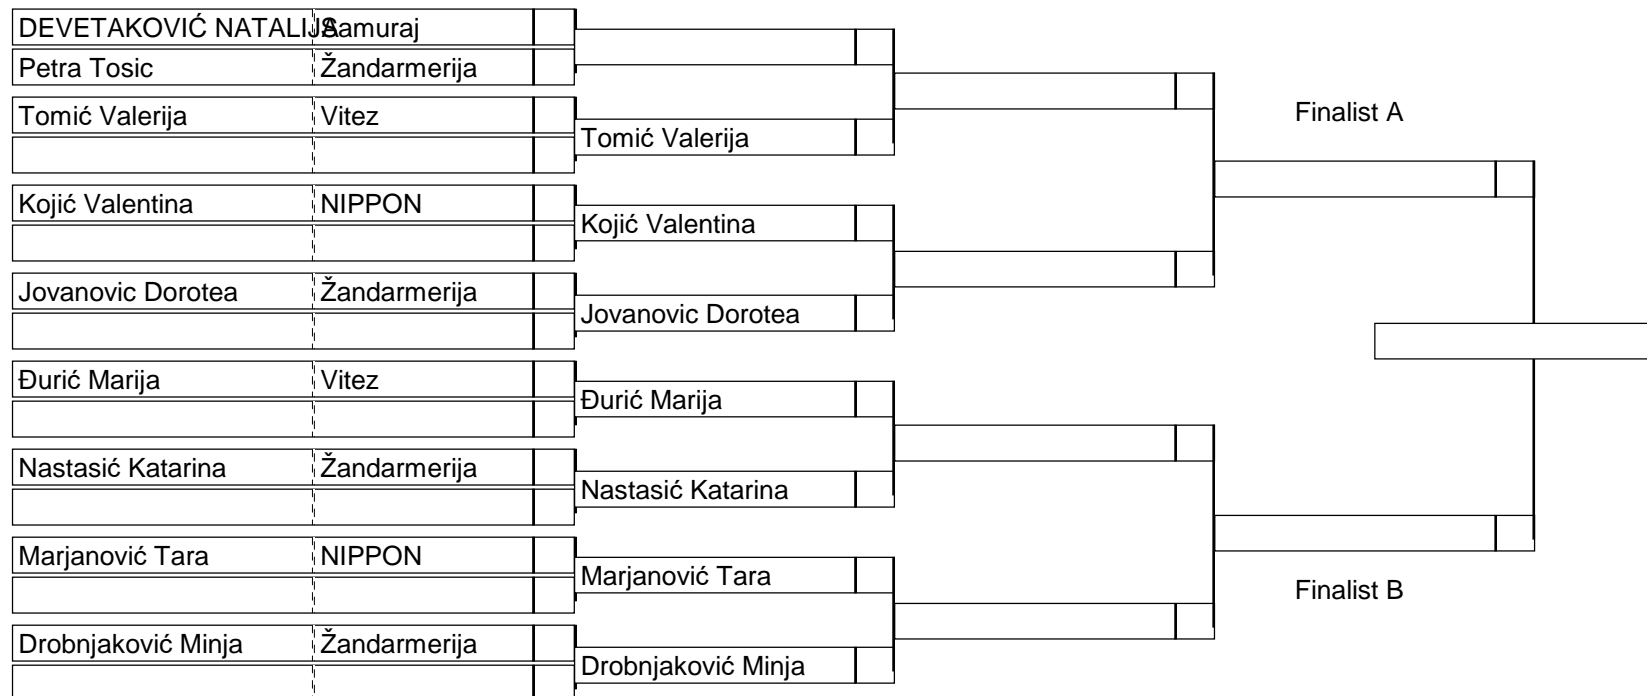 DEVETAKOVIĆ NATALIJA Samuraj
Petra Tosic Žandarmerija
Tomić Valerija Vitez
Kojić Valentina NIPPON
Jovanovic Dorotea Žandarmerija
Đurić Marija Vitez
Nastasić Katarina Žandarmerija
Marjanović Tara NIPPON
Drobnjaković Minja Žandarmerija
Tomić Valerija
Kojić Valentina
Jovanovic Dorotea
Đurić Marija
Nastasić Katarina
Marjanović Tara
Drobnjaković Minja
Finalist A
Finalist B